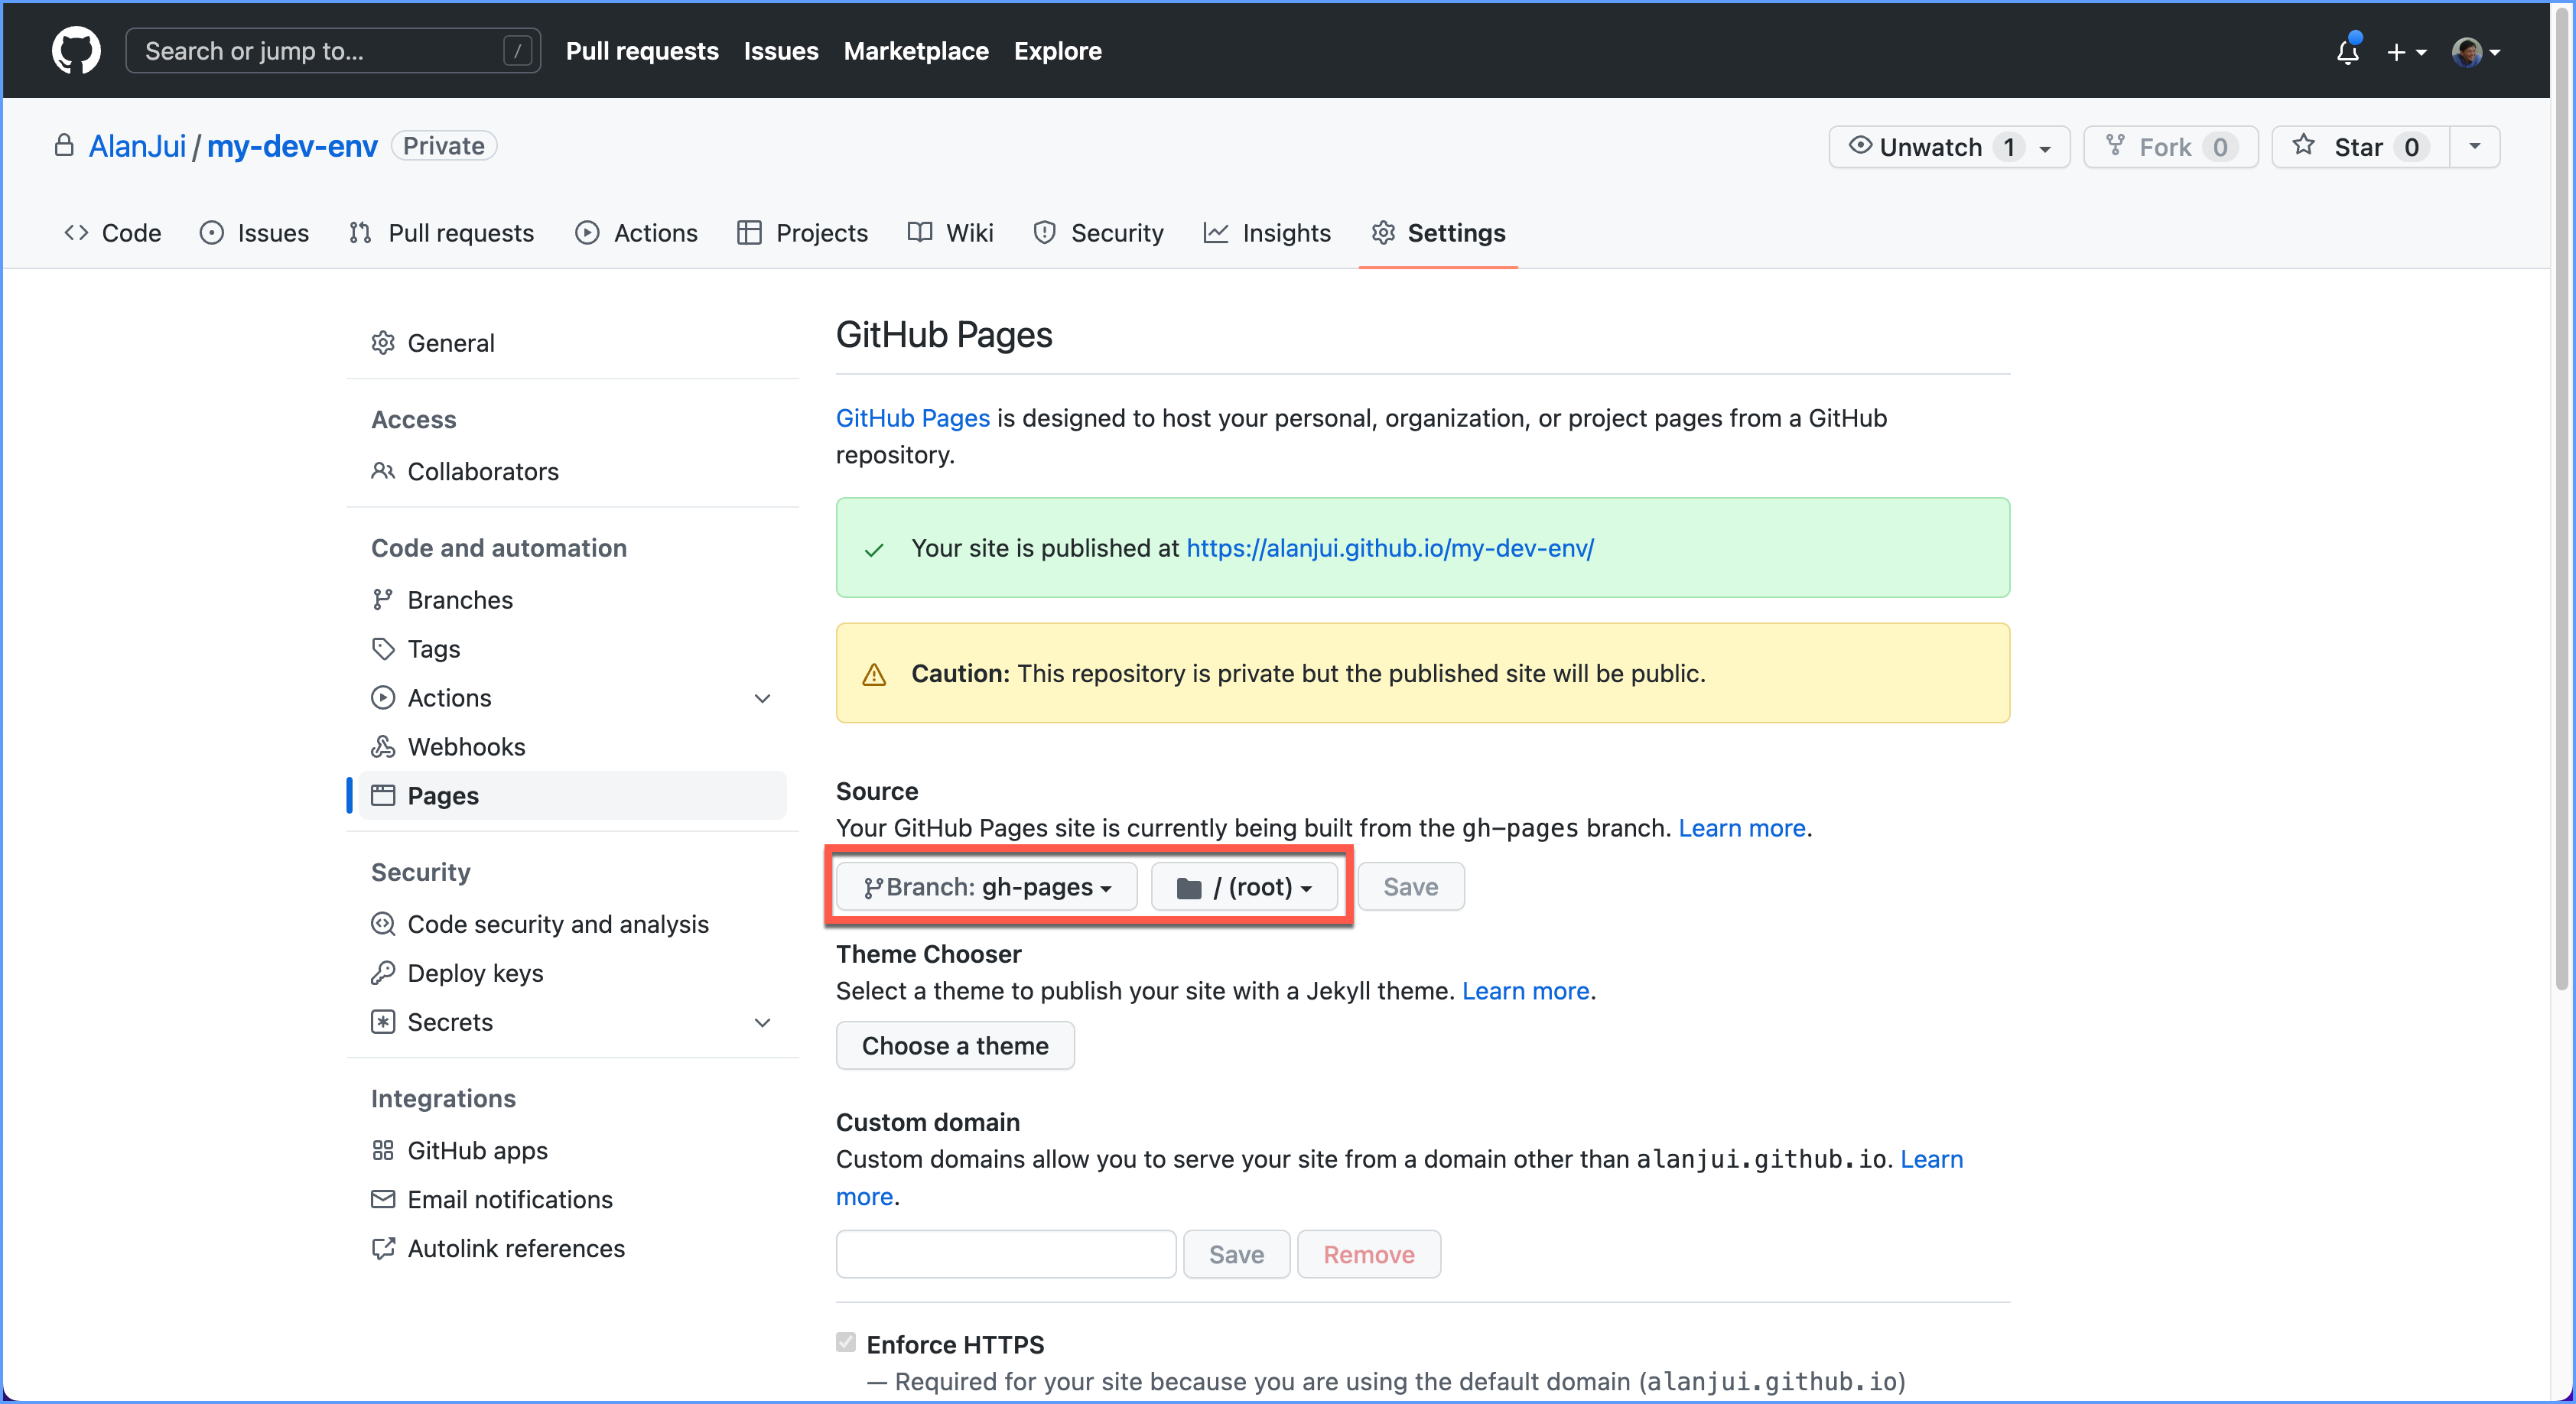 Search or jump to... /
Pull requests Issues Marketplace Explore
AlanJui / my-dev-env Private
Unwatch 1 Fork 0 Star 0
Code Issues Pull requests Actions Projects Wiki Security Insights Settings
General
Access
Collaborators
Code and automation
Branches
Tags
Actions
Webhooks
Pages
Security
Code security and analysis
Deploy keys
Secrets
Integrations
GitHub apps
Email notifications
Autolink references
GitHub Pages
GitHub Pages is designed to host your personal, organization, or project pages from a GitHub
repository.
Your site is published at https://alanjui.github.io/my-dev-env/
Caution: This repository is private but the published site will be public.
Source
Your GitHub Pages site is currently being built from the gh-pages branch. Learn more.
Branch: gh-pages / (root) Save
Theme Chooser
Select a theme to publish your site with a Jekyll theme. Learn more.
Choose a theme
Custom domain
Custom domains allow you to serve your site from a domain other than alanjui.github.io. Learn
more.
Save Remove
Enforce HTTPS
— Required for your site because you are using the default domain (alanjui.github.io)